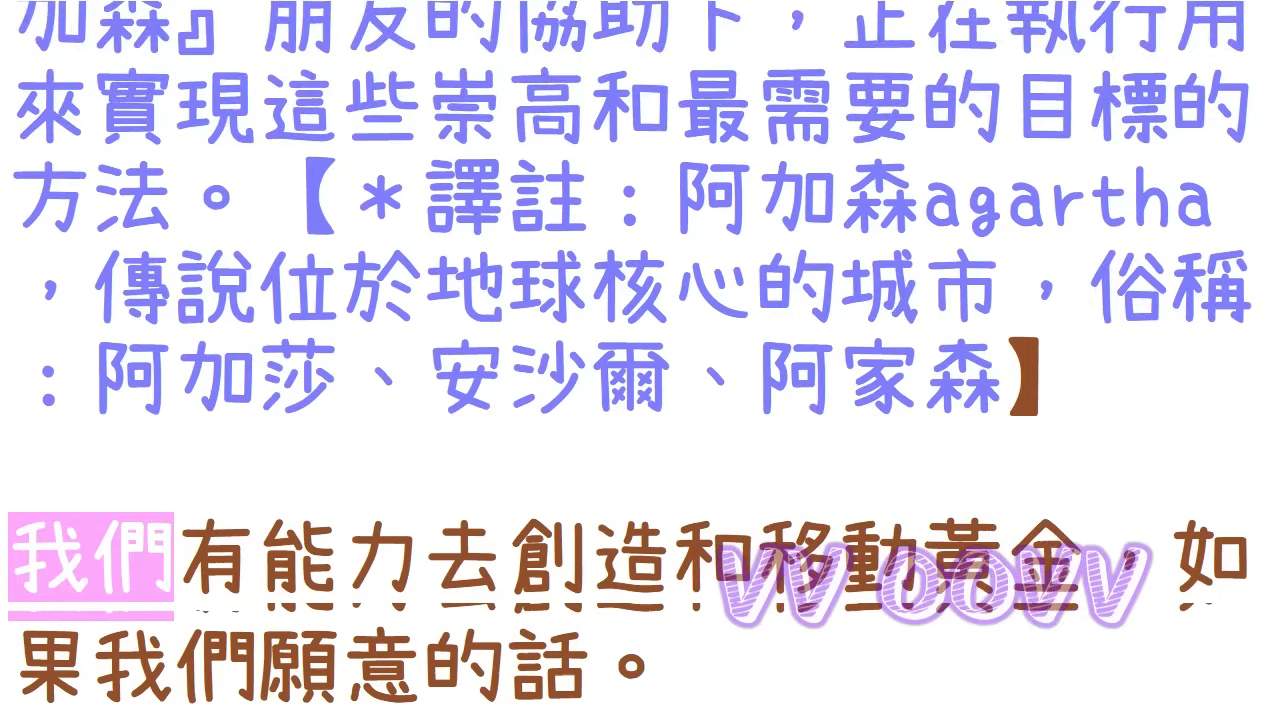 加森』朋友的協助下，正在執行用
來實現這些崇高和最需要的目標的
方法。【*譯註：阿加森agartha
，傳說位於地球核心的城市，俗稱
：阿加莎、安沙爾、阿家森】
我們有能力去創造和移動黃金，如
果我們願意的話。
VV OOVV